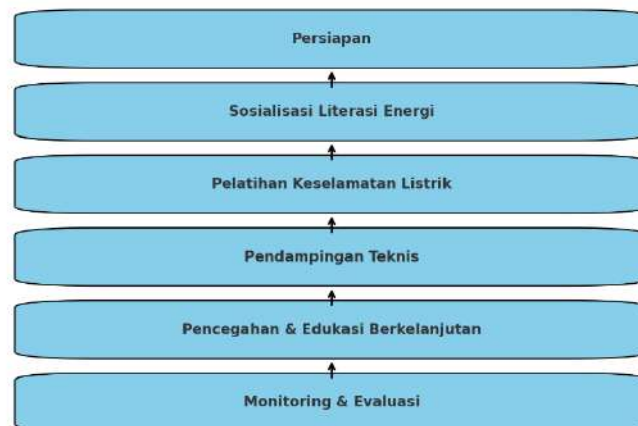 Persiapan
Sosialisasi Literasi Energi
Pelatihan Keselamatan Listrik
Pendampingan Teknis
Pencegahan & Edukasi Berkelanjutan
Monitoring & Evaluasi